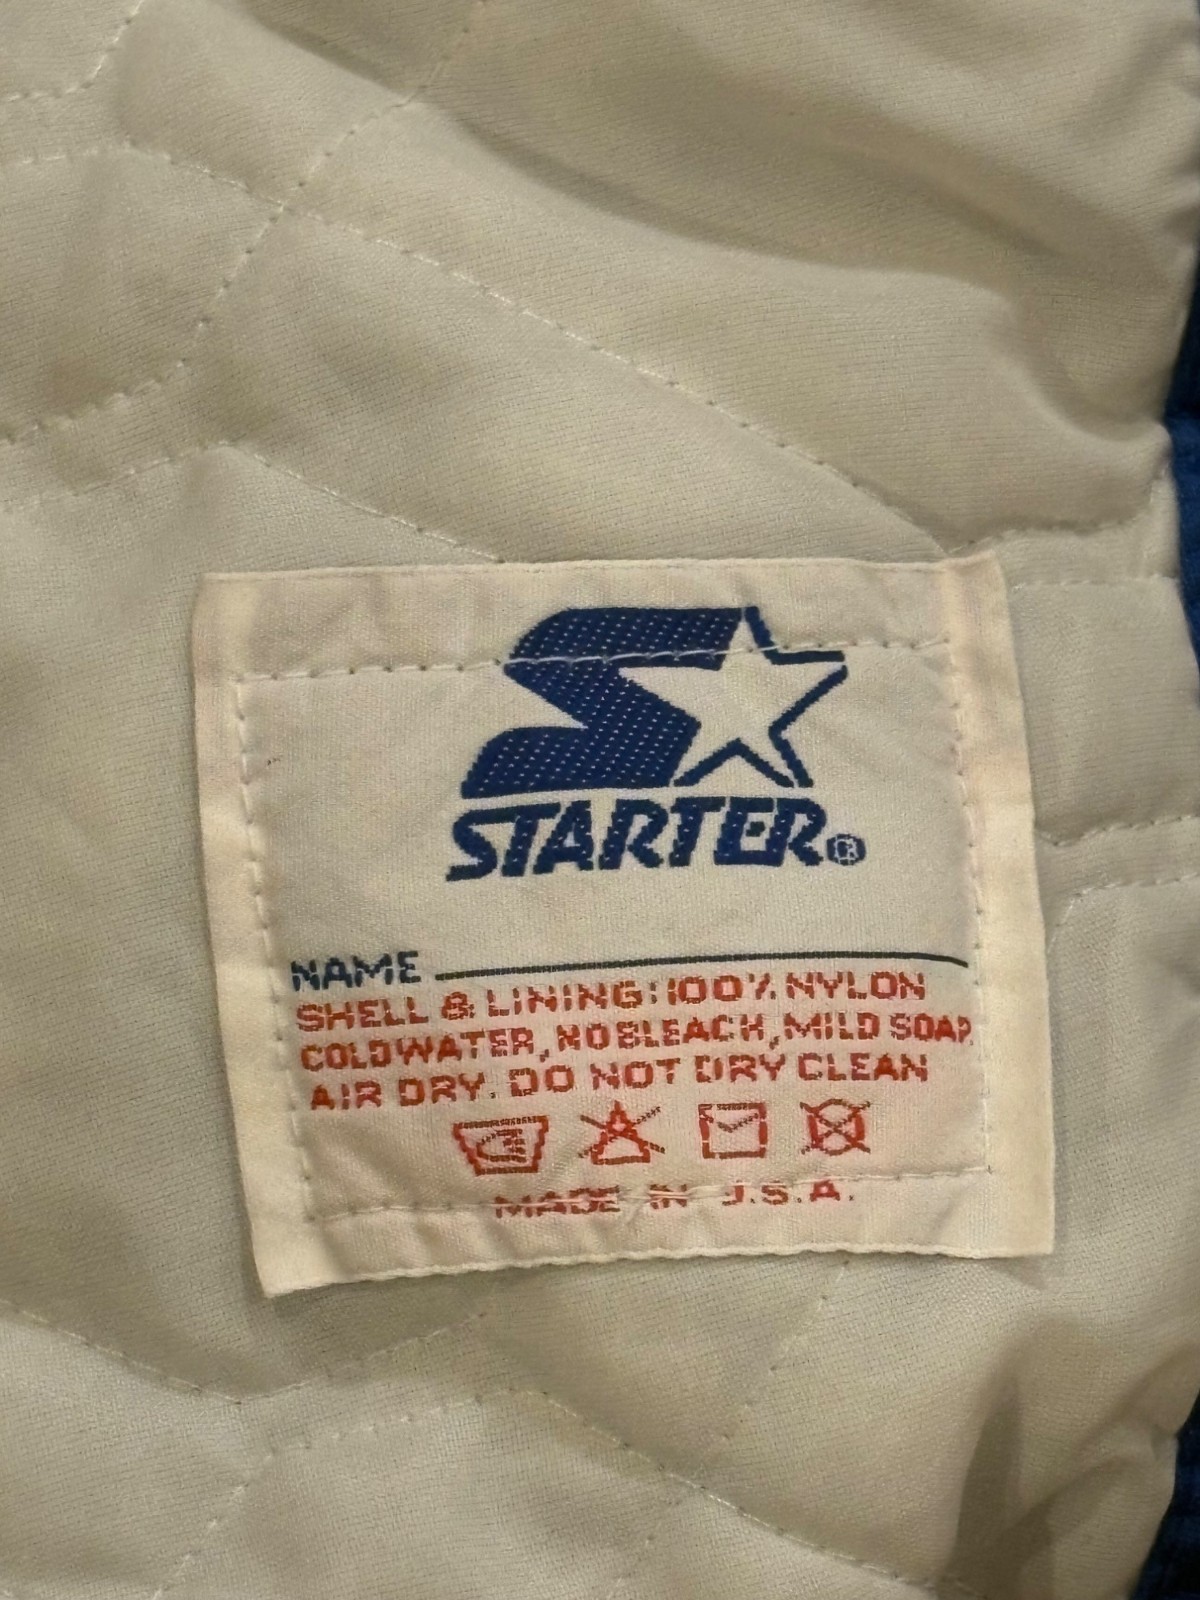 STARTER®
NAME
SHELL & LINING: 100% NYLON
COLD WATER, NO BLEACH, MILD SOAP
AIR DRY. DO NOT DRY CLEAN
MADE IN U.S.A.